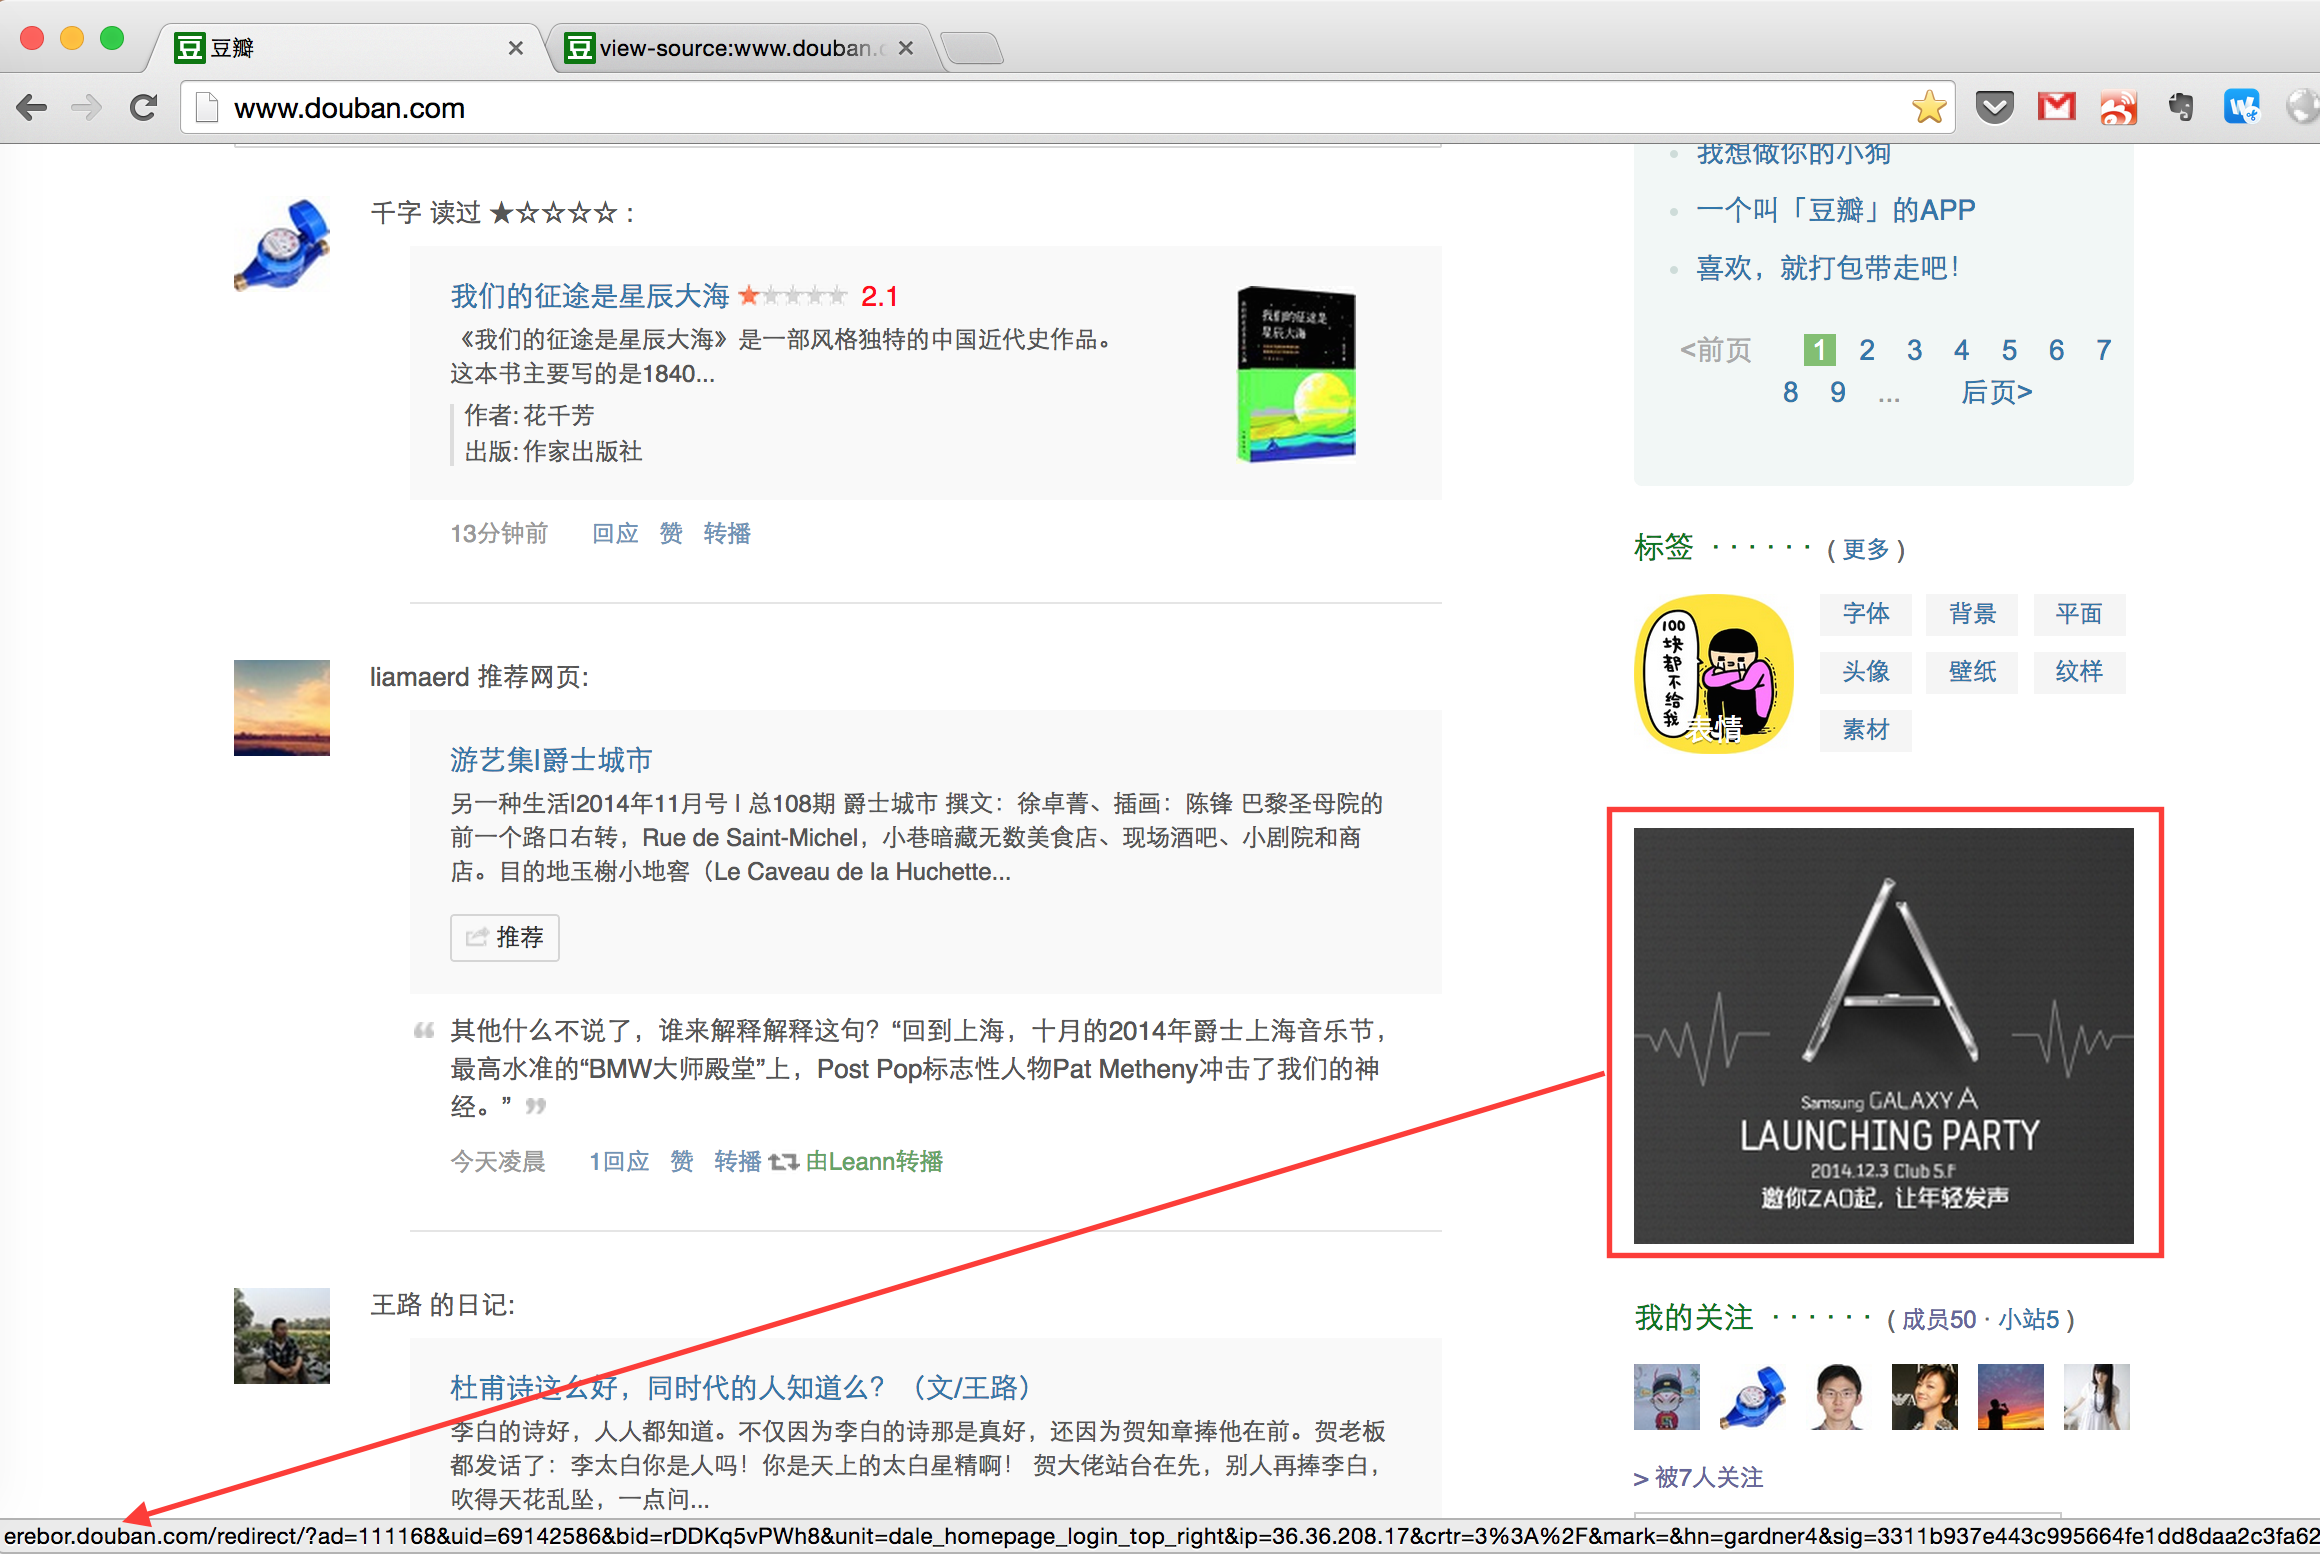 豆瓣
view-source:www.douban.c
www.douban.com
千字 读过 ★☆☆☆☆ :
我们的征途是星辰大海 2.1
《我们的征途是星辰大海》是一部风格独特的中国近代史作品。
这本书主要写的是1840...
作者: 花千芳
出版: 作家出版社
我们的征途是
星辰大海
13分钟前 回应 赞 转播
liamaerd 推荐网页:
游艺集|爵士城市
另一种生活|2014年11月号 | 总108期 爵士城市 撰文：徐卓菁、插画：陈锋 巴黎圣母院的
前一个路口右转，Rue de Saint-Michel，小巷暗藏无数美食店、现场酒吧、小剧院和商
店。目的地玉榭小地窖（Le Caveau de la Huchette...
推荐
“ 其他什么不说了，谁来解释解释这句？“回到上海，十月的2014年爵士上海音乐节，
最高水准的“BMW大师殿堂”上，Post Pop标志性人物Pat Metheny冲击了我们的神
经。” ”
今天凌晨 1回应 赞 转播 由Leann转播
王路 的日记:
杜甫诗这么好，同时代的人知道么？（文/王路）
李白的诗好，人人都知道。不仅因为李白的诗那是真好，还因为贺知章捧他在前。贺老板
都发话了：李太白你是人吗！你是天上的太白星精啊！ 贺大佬站台在先，别人再捧李白，
吹得天花乱坠，一点问...
我想做你的小狗
一个叫「豆瓣」的APP
喜欢，就打包带走吧！
<前页 1 2 3 4 5 6 7
8 9 ... 后页>
标签 · · · · · · ( 更多 )
100
块
都
不
给
我
表情
字体 背景 平面
头像 壁纸 纹样
素材
Samsung GALAXY A
LAUNCHING PARTY
2014.12.3 Club S.F
邀你ZAO起，让年轻发声
我的关注 · · · · · · ( 成员50 · 小站5 )
> 被7人关注
erebor.douban.com/redirect/?ad=111168&uid=69142586&bid=rDDKq5vPWh8&unit=dale_homepage_login_top_right&ip=36.36.208.17&crtr=3%3A%2F&mark=&hn=gardner4&sig=3311b937e443c995664fe1dd8daa2c3fa62